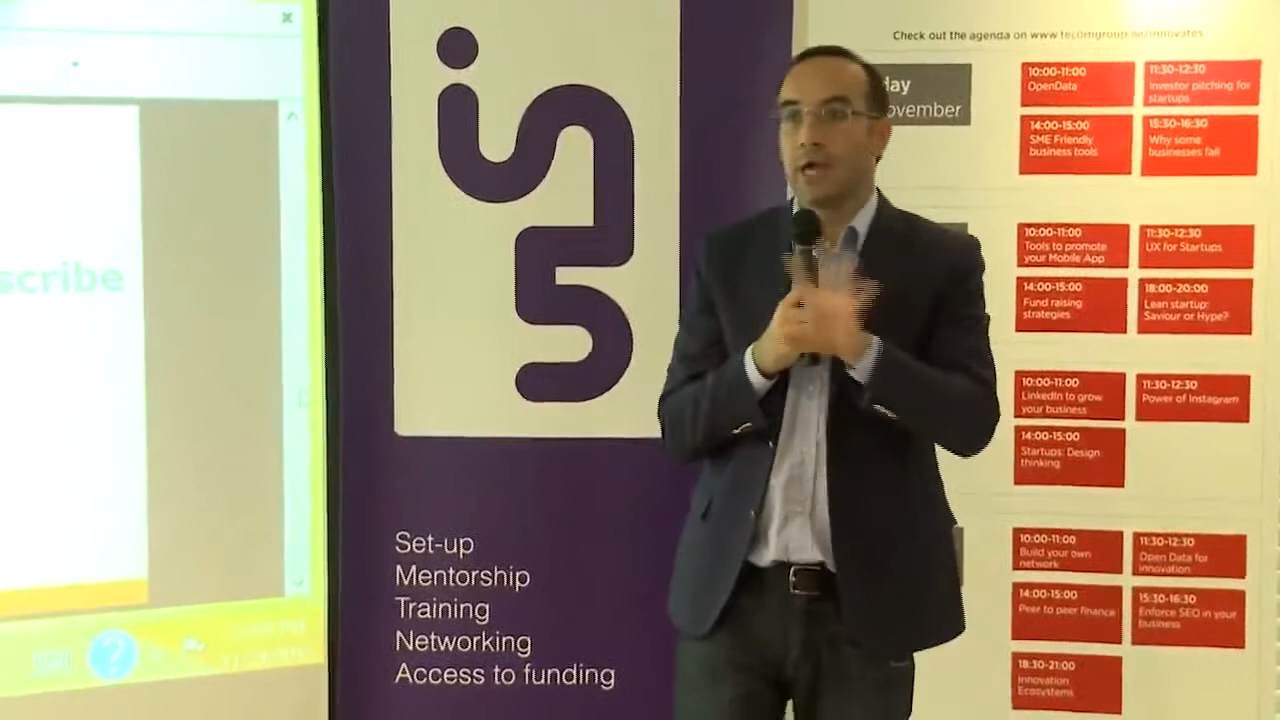 scribe
in5
Set-up
Mentorship
Training
Networking
Access to funding
Check out the agenda on www.tecomgroup.ae/innovates
day
ovember
10:00-11:00
OpenData
11:30-12:30
Investor pitching for
startups
14:00-15:00
SME Friendly
business tools
15:30-16:30
Why some
businesses fail
10:00-11:00
Tools to promote
your Mobile App
11:30-12:30
UX for Startups
14:00-15:00
Fund raising
strategies
18:00-20:00
Lean startup:
Saviour or Hype?
10:00-11:00
LinkedIn to grow
your business
11:30-12:30
Power of Instagram
14:00-15:00
Startups: Design
thinking
10:00-11:00
Build your own
network
11:30-12:30
Open Data for
innovation
14:00-15:00
Peer to peer finance
15:30-16:30
Enforce SEO in your
business
18:30-21:00
Innovation
Ecosystems